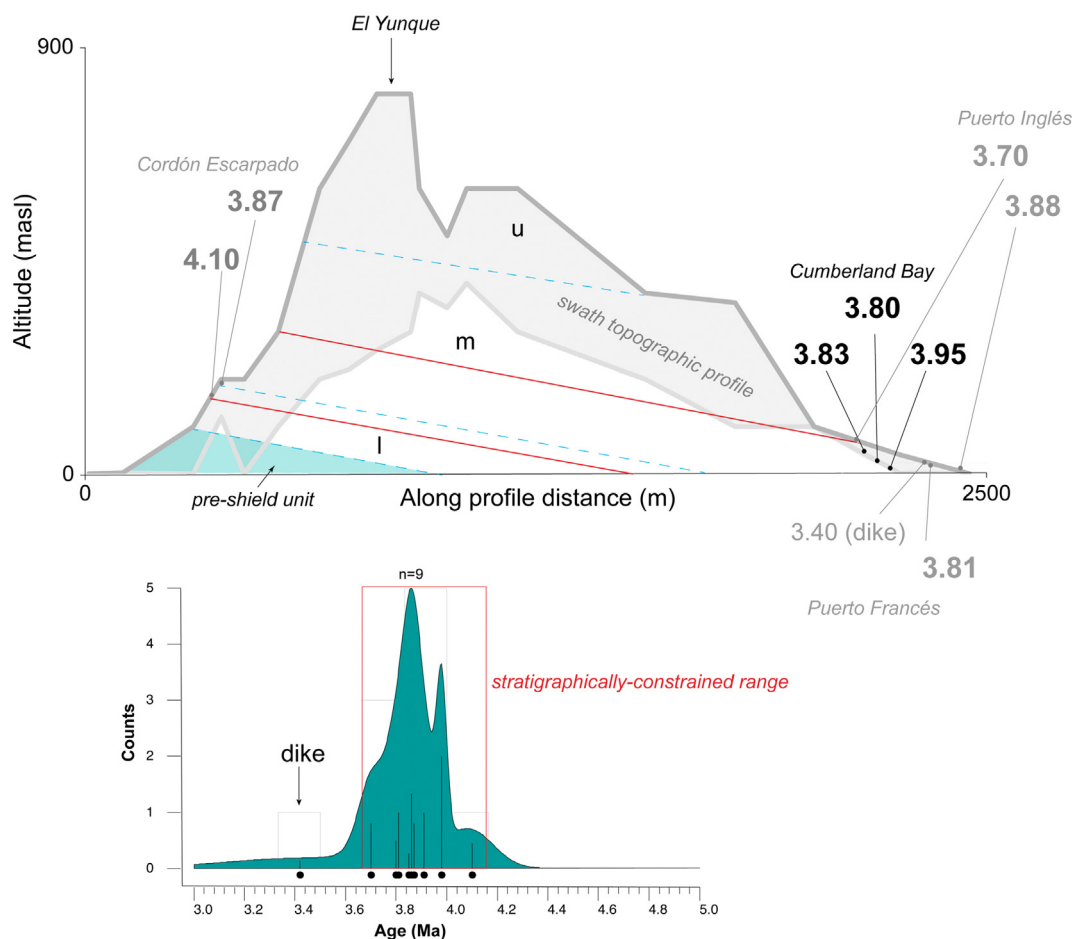 El Yunque
900
Altitude (masl)
Cordón Escarpado
3.87
4.10
Puerto Inglés
3.70
3.88
u
Cumberland Bay
3.80
3.83
3.95
swath topographic profile
m
l
0
pre-shield unit
0
Along profile distance (m)
2500
3.40 (dike)
3.81
Puerto Francés
n=9
5
4
3
2
1
0
Counts
stratigraphically-constrained range
dike
3.0 3.2 3.4 3.6 3.8 4.0 4.2 4.4 4.6 4.8 5.0
Age (Ma)